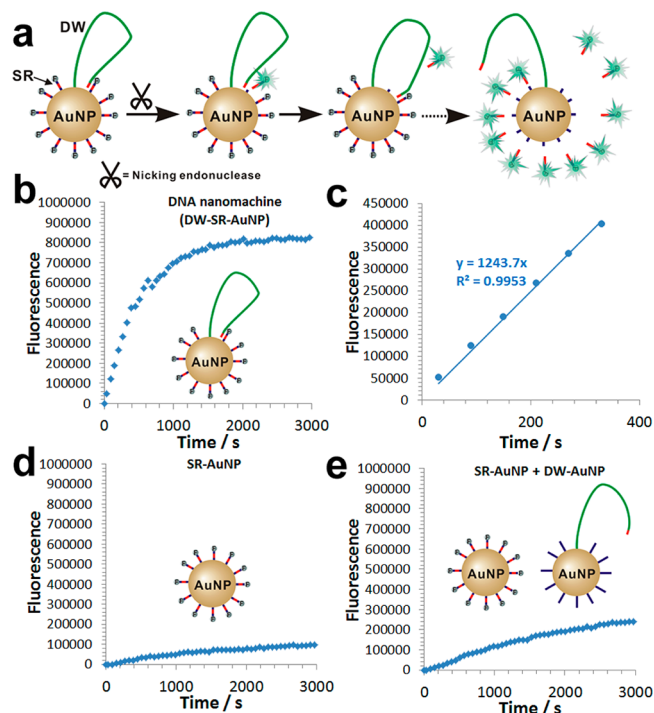 a
DW
SR
AuNP
AuNP
AuNP
AuNP
= Nicking endonuclease
b
DNA nanomachine
(DW-SR-AuNP)
Fluorescence
1000000
900000
800000
700000
600000
500000
400000
300000
200000
100000
0
AuNP
0
1000
2000
3000
Time / s
c
Fluorescence
450000
400000
350000
300000
250000
200000
150000
100000
50000
0
y = 1243.7x
R² = 0.9953
0
200
400
Time / s
d
SR-AuNP
Fluorescence
1000000
900000
800000
700000
600000
500000
400000
300000
200000
100000
0
AuNP
0
1000
2000
3000
Time / s
e
SR-AuNP + DW-AuNP
Fluorescence
1000000
900000
800000
700000
600000
500000
400000
300000
200000
100000
0
AuNP
AuNP
0
1000
2000
3000
Time / s